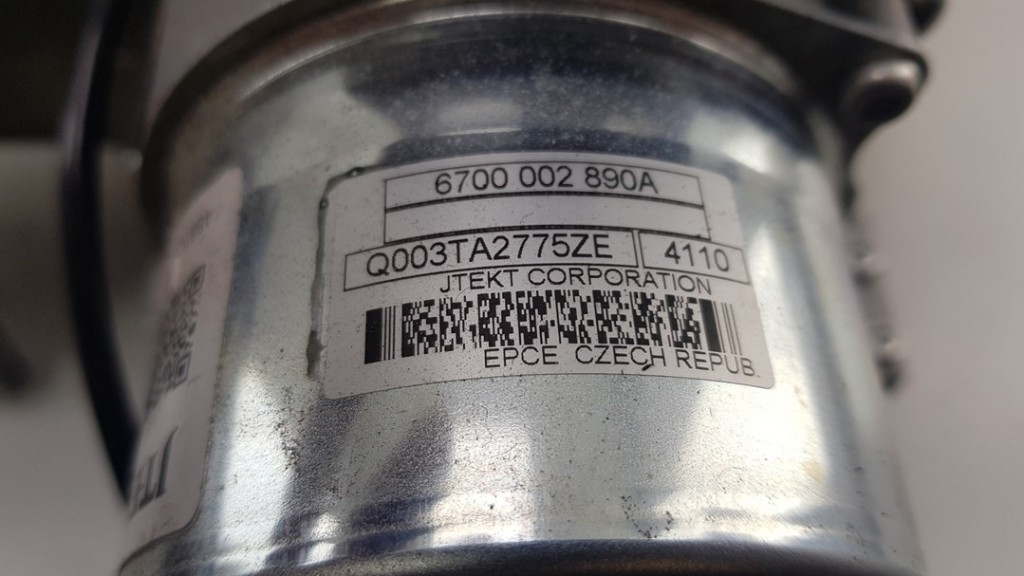 6700 002 890A
Q003TA2775ZE 4110
JTEKT CORPORATION
EPCE CZECH REPUB.